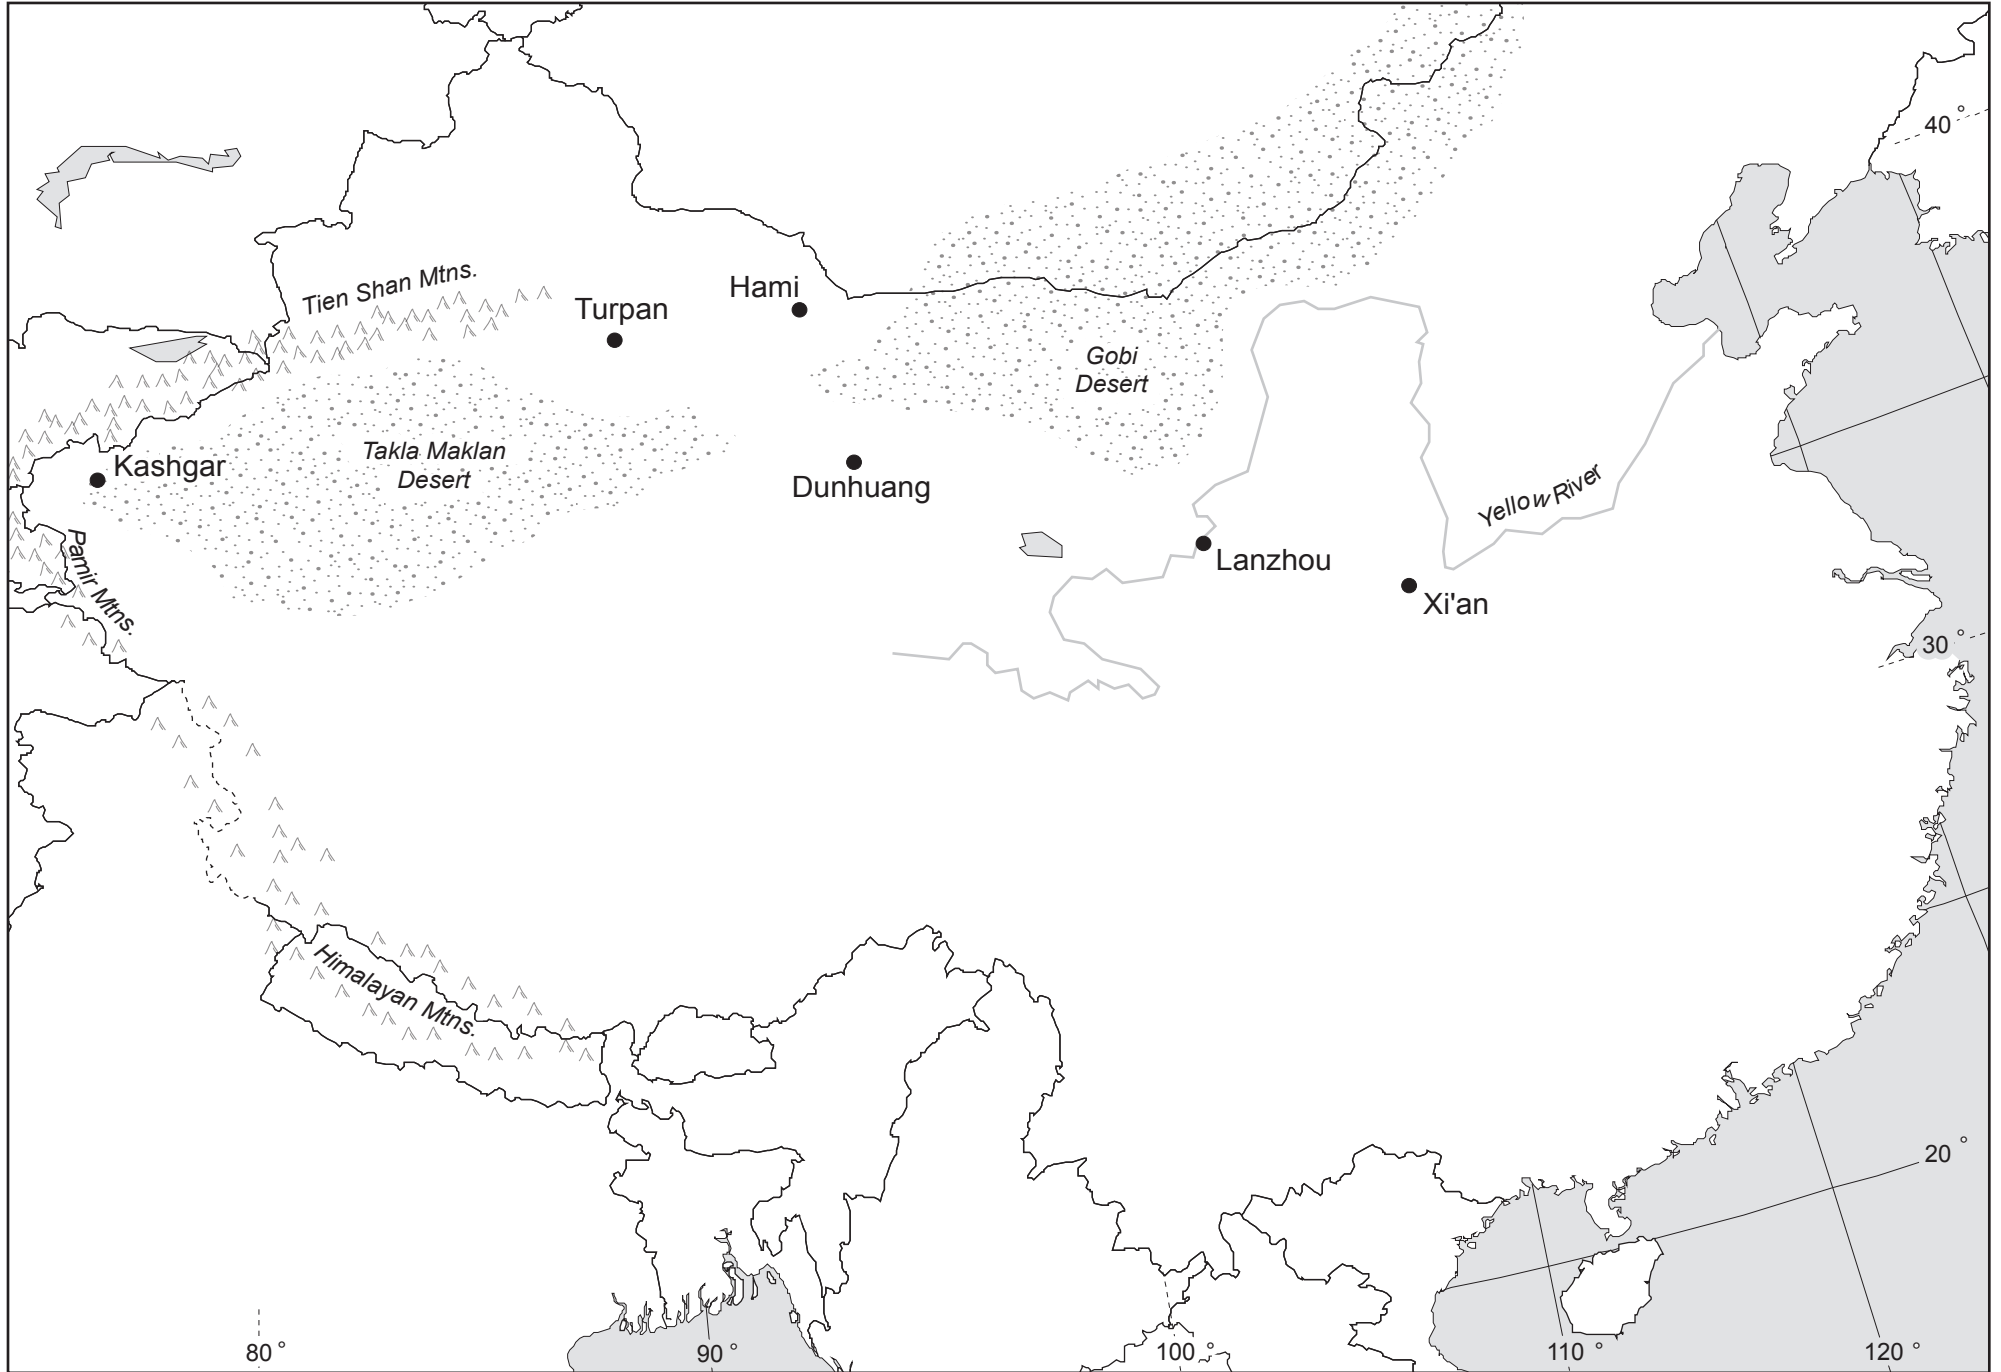 40°
Tien Shan Mtns.
Hami
Turpan
Gobi
Desert
Takla Maklan
Desert
Kashgar
Dunhuang
Yellow River
Pamir Mtns.
Lanzhou
Xi'an
30°
Himalayan Mtns.
20°
80°
90°
100°
110°
120°